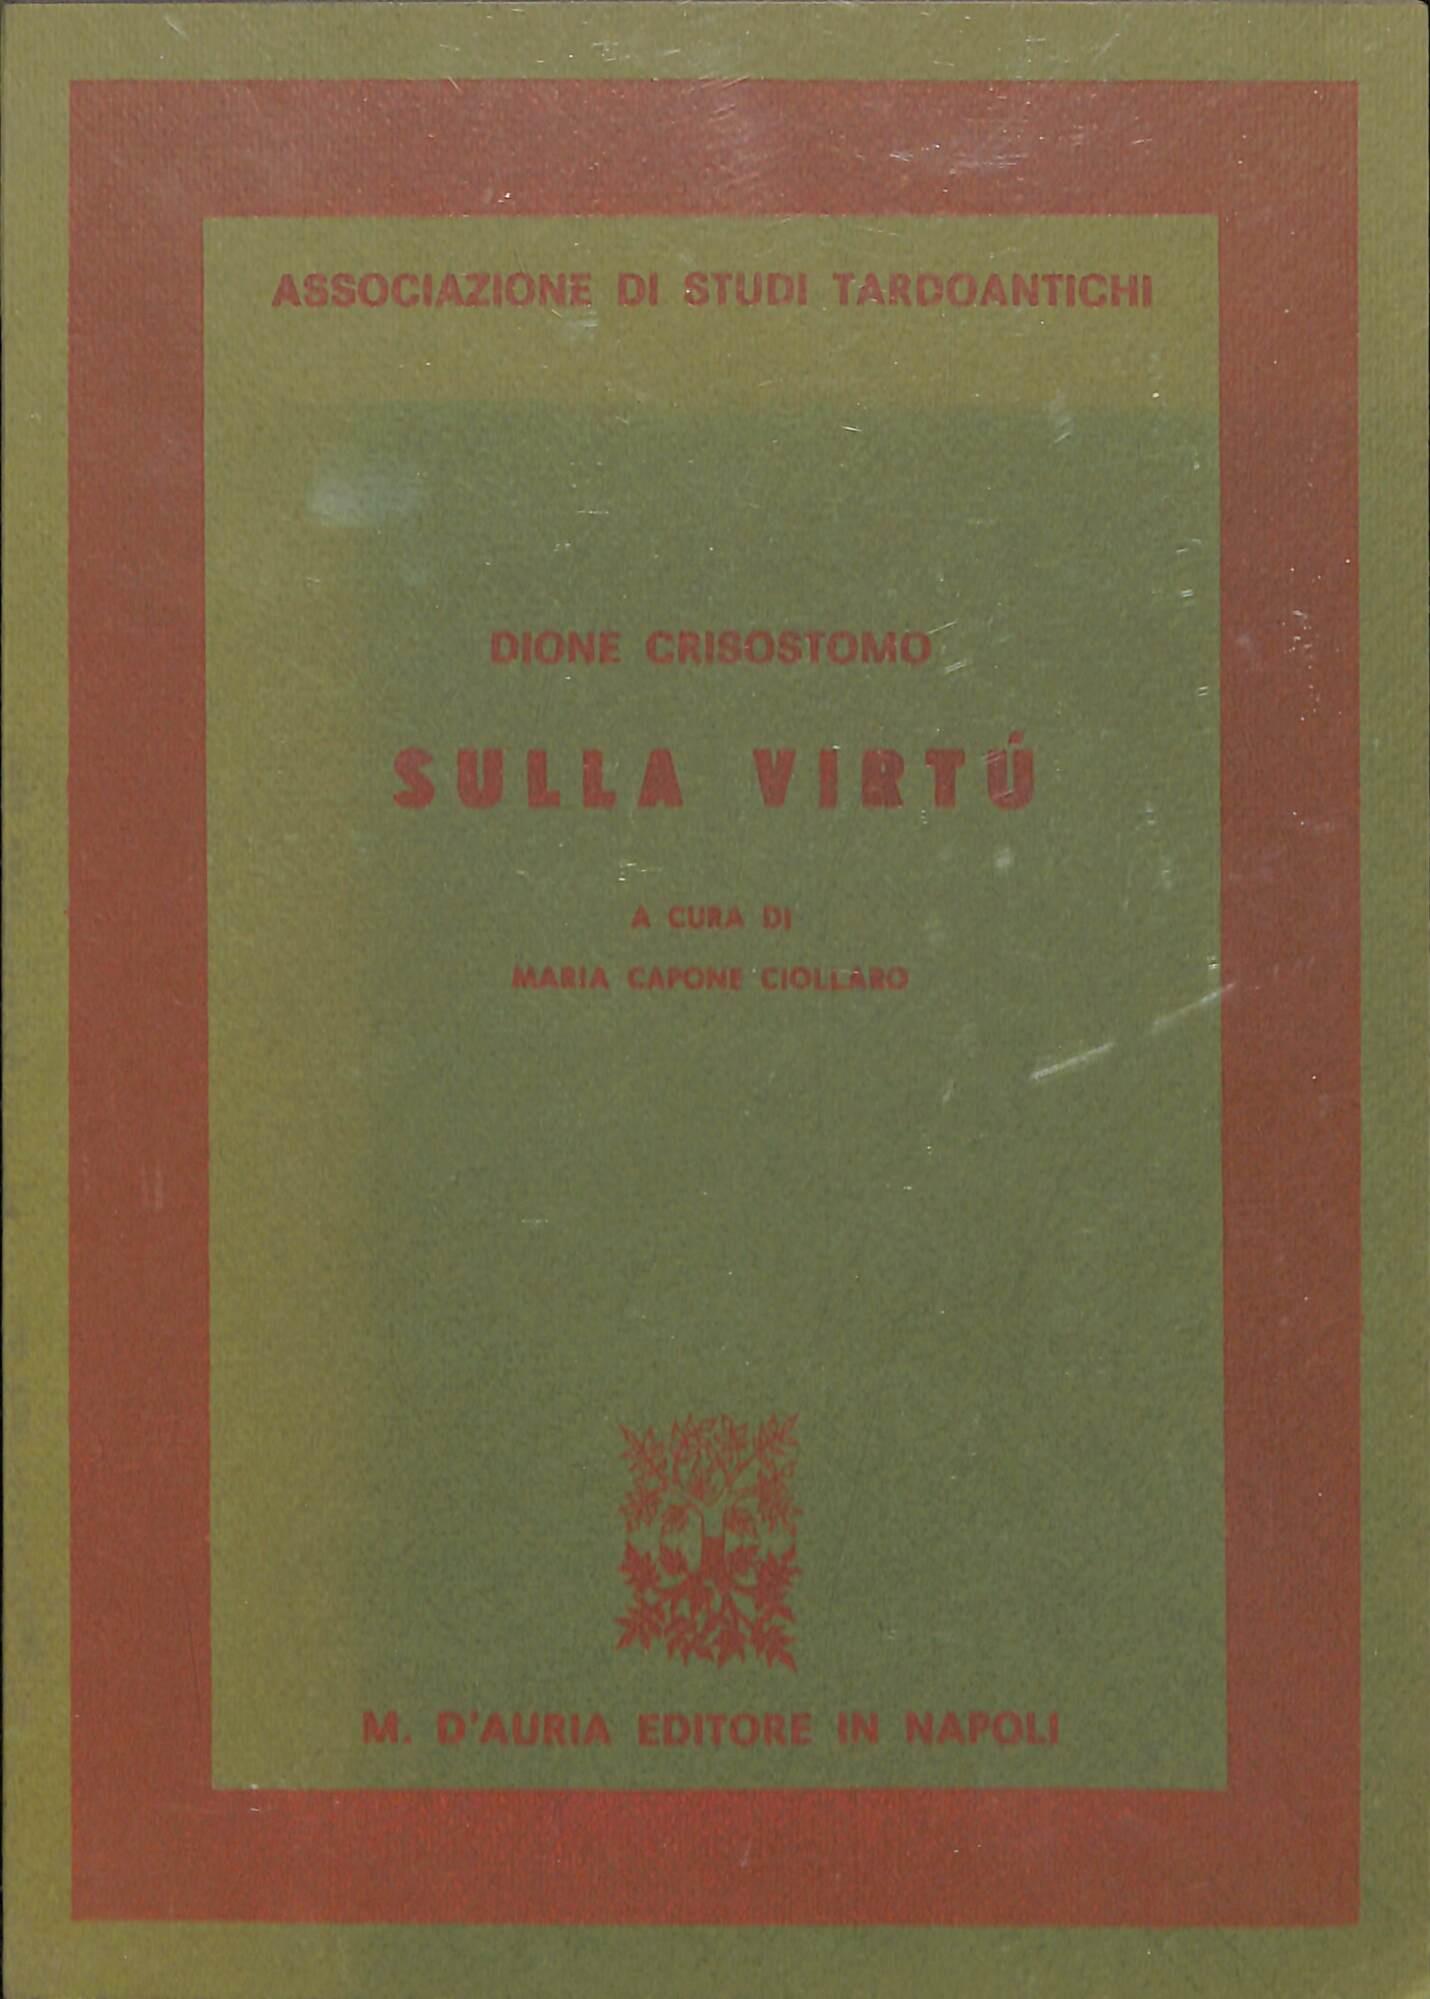 ASSOCIAZIONE DI STUDI TARDOANTICHI
DIONE CRISOSTOMO
SULLA VIRTÚ
A CURA DI
MARIA CAPONE CIOLLARO
M. D'AURIA EDITORE IN NAPOLI